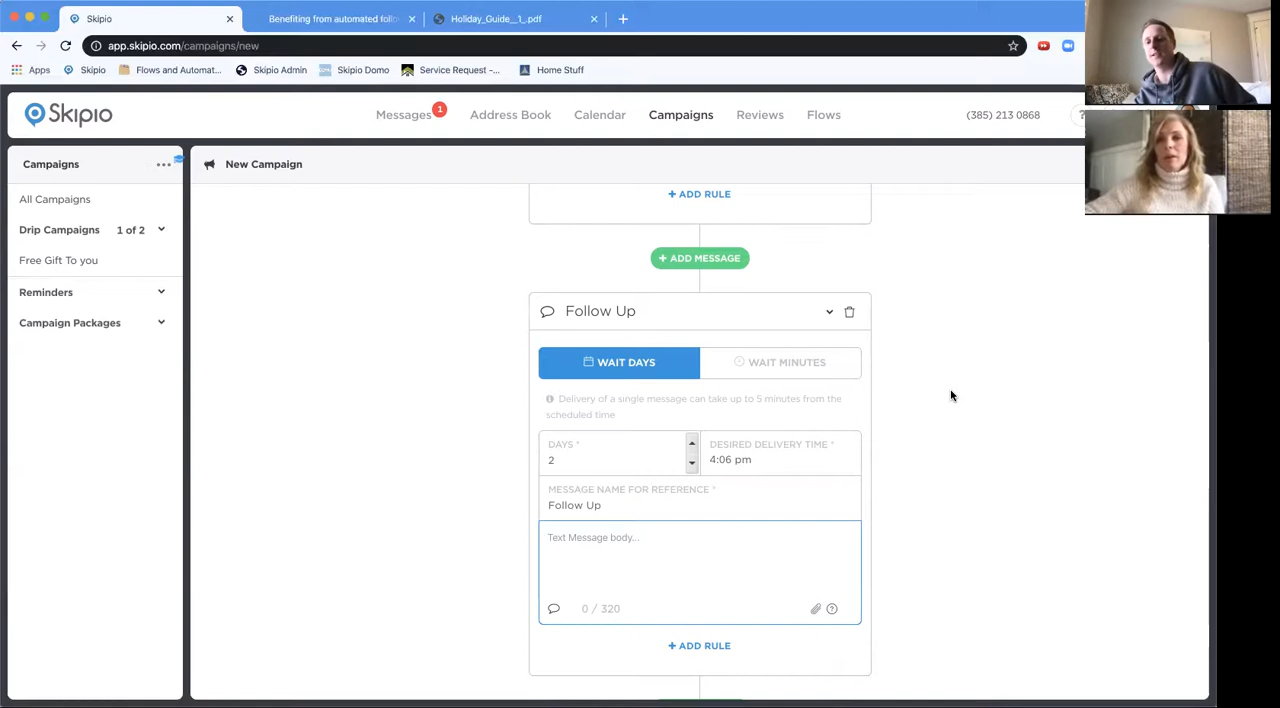 Skipio
Benefiting from automated follo
Holiday_Guide__1_.pdf
app.skipio.com/campaigns/new
Apps
Skipio
Flows and Automat...
Skipio Admin
Skipio Domo
Service Request -...
Home Stuff
Skipio
Messages 1
Address Book
Calendar
Campaigns
Reviews
Flows
(385) 213 0868
?
Campaigns
New Campaign
All Campaigns
Drip Campaigns 1 of 2
Free Gift To you
Reminders
Campaign Packages
+ ADD RULE
+ ADD MESSAGE
Follow Up
WAIT DAYS
WAIT MINUTES
Delivery of a single message can take up to 5 minutes from the
scheduled time
DAYS *
2
DESIRED DELIVERY TIME *
4:06 pm
MESSAGE NAME FOR REFERENCE *
Follow Up
Text Message body...
0 / 320
+ ADD RULE